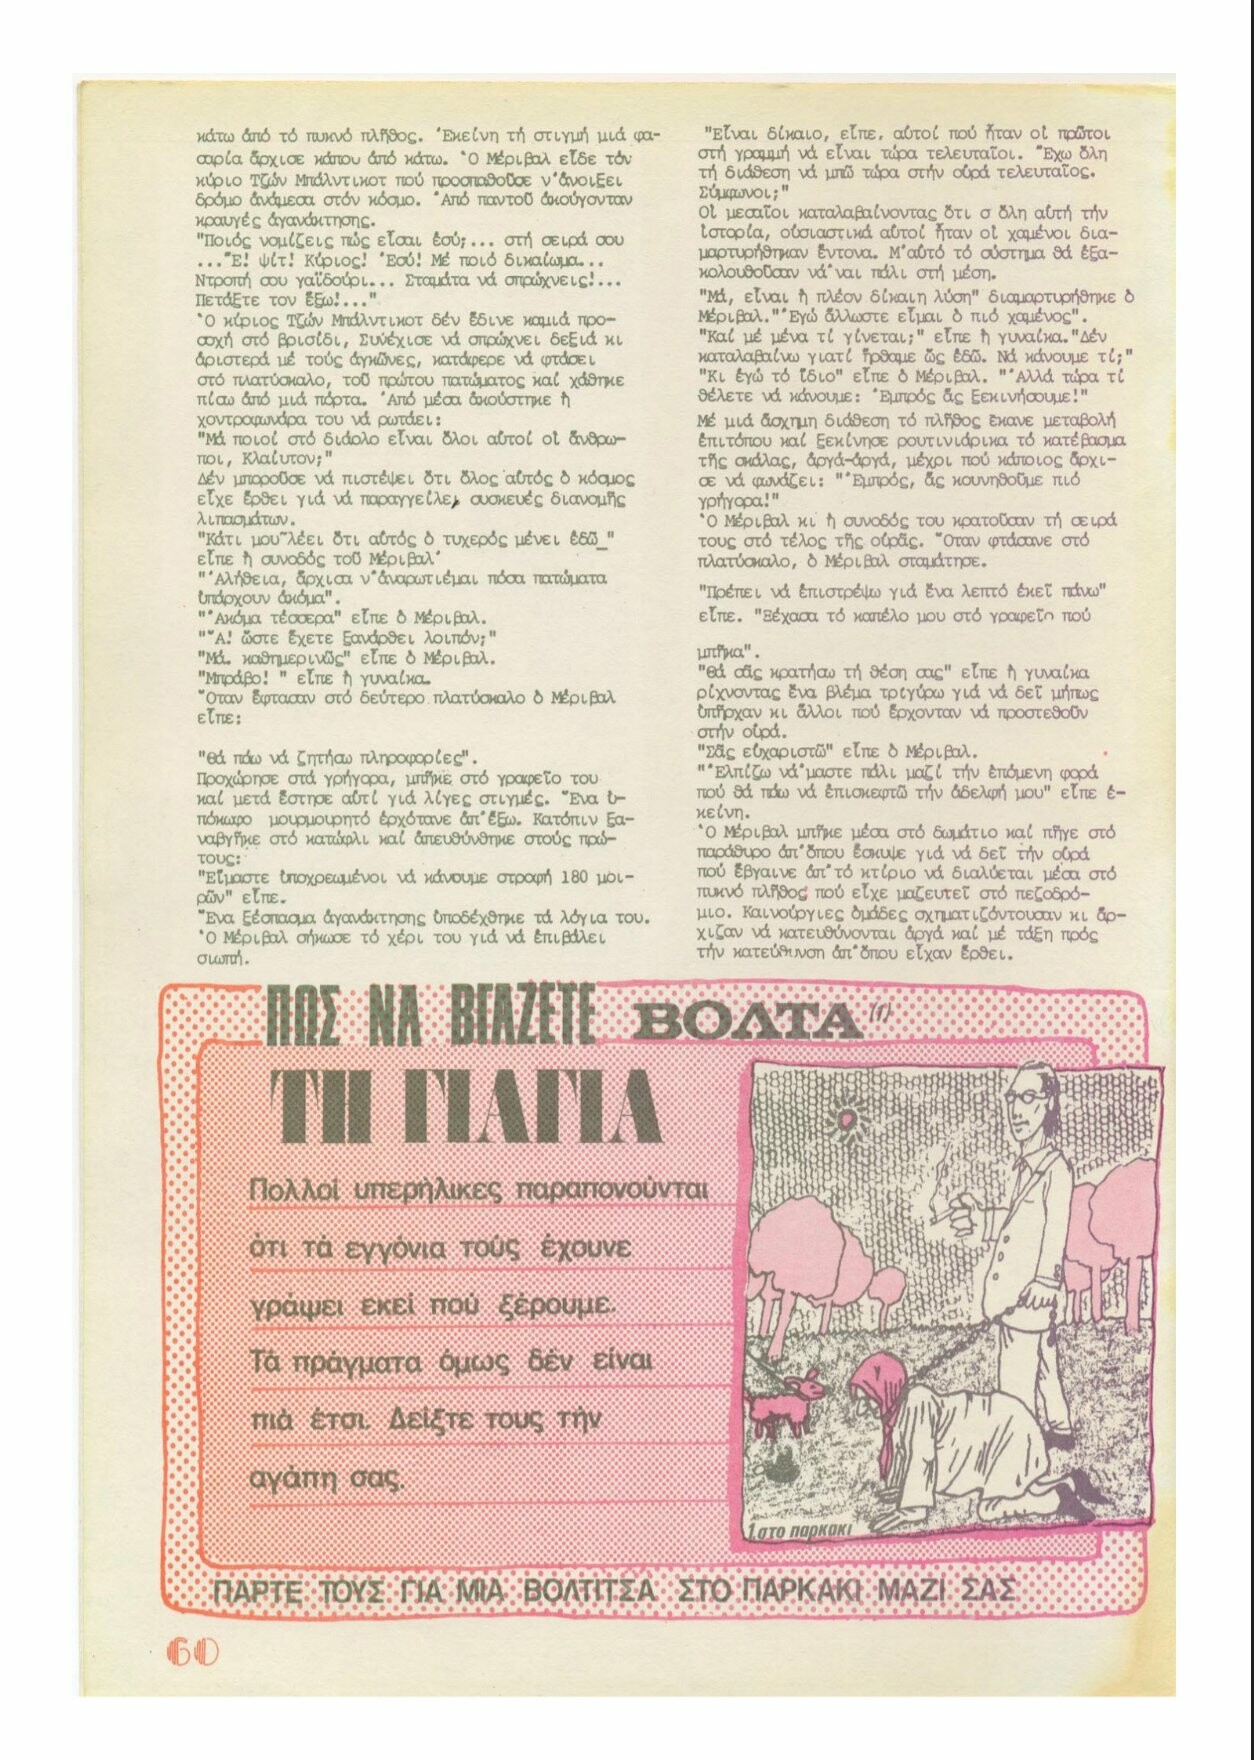 κάτω ἀπό τό πυκνό πλῆθος. Ἐκείνη τή στιγμή μιά φα-
σαρία ἄρχισε κάπου ἀπό κάτω. Ὁ Μέριβαλ εἶδε τόν
κύριο Τζών Μπάλντικοτ πού προσπαθοῦσε ν'ἀνοιξει
δρόμο ἀνάμεσα στόν κόσμο. Ἀπό παντοῦ ἀκούγονταν
κραυγές ἀγανάκτησης.
"Ποιός νομίζεις πώς εἶσαι ἐσύ;... στή σειρά σου
...Ἔ! ψίτ! Κύριος! Ἐσύ! Μέ ποιό δικαίωμα...
Ντροπή σου γαϊδούρι... Σταμάτα νά σπρώχνεις!...
Πετάξτε τον ἔξω!..."
Ὁ κύριος Τζών Μπάλντικοτ δέν ἔδινε καμιά προ-
σοχή στό βρισίδι, Συνέχισε νά σπρώχνει δεξιά κι
ἀριστερά μέ τούς ἀγκῶνες, κατάφερε νά φτάσει
στό πλατύσκαλο, τοῦ πρώτου πατώματος καί χάθηκε
πίσω ἀπό μιά πόρτα. Ἀπό μέσα ἀκούστηκε ἡ
χοντροφωνάρα του νά ρωτάει:
"Μά ποιοί στό διάολο εἶναι ὅλοι αὐτοί οἱ ἄνθρω-
ποι, Κλαίυτον;"
Δέν μποροῦσε νά πιστέψει ὅτι ὅλος αὐτός ὁ κόσμος
εἶχε ἔρθει γιά νά παραγγείλει συσκευές διανομῆς
λιπασμάτων.
"Κάτι μου~λέει ὅτι αὐτός ὁ τυχερός μένει ἐδῶ_"
εἶπε ἡ συνοδός τοῦ Μέριβαλ'
"Ἀλήθεια, ἄρχισα ν'ἀναρωτιέμαι πόσα πατώματα
ὑπάρχουν ἀκόμα".
"Ἀκόμα τέσσερα" εἶπε ὁ Μέριβαλ.
"Ἄ! ὥστε ἔχετε ξανάρθει λοιπόν;"
"Μά. καθημερινῶς" εἶπε ὁ Μέριβαλ.
"Μπράβο! " εἶπε ἡ γυναίκα.
Ὅταν ἔφτασαν στό δεύτερο πλατύσκαλο ὁ Μέριβαλ
εἶπε:
"θά πάω νά ζητήσω πληροφορίες".
Προχώρησε στά γρήγορα, μπῆκε στό γραφεῖο του
καί μετά ἔστησε αὐτί γιά λίγες στιγμές. Ἕνα ὑ-
πόκωφο μουρμουρητό ἐρχότανε ἀπ'ἔξω. Κατόπιν ξα-
ναβγῆκε στό κατώφλι καί ἀπευθύνθηκε στούς πρώ-
τους:
"Εἴμαστε ὑποχρεωμένοι νά κάνουμε στροφή 180 μοι-
ρῶν" εἶπε.
Ἕνα ξέσπασμα ἀγανάκτησης ὑποδέχθηκε τά λόγια του.
Ὁ Μέριβαλ σήκωσε τό χέρι του γιά νά ἐπιβάλει
σιωπή.
"Εἶναι δίκαιο, εἶπε, αὐτοί πού ἦταν οἱ πρῶτοι
στή γραμμή νά εἶναι τώρα τελευταῖοι. Ἔχω ὅλη
τή διάθεση νά μπῶ τώρα στήν οὐρά τελευταῖος.
Σύμφωνοι;"
Οἱ μεσαῖοι καταλαβαίνοντας ὅτι σ ὅλη αὐτή τήν
ἱστορία, οὐσιαστικά αὐτοί ἦταν οἱ χαμένοι δια-
μαρτυρήθηκαν ἔντονα. Μ'αὐτό τό σύστημα θά ἐξα-
κολουθοῦσαν νά'ναι πάλι στή μέση.
"Μά, εἶναι ἡ πλέον δίκαιη λύση" διαμαρτυρήθηκε ὁ
Μέριβαλ."Ἐγώ ἄλλωστε εἶμαι ὁ πιό χαμένος".
"Καί μέ μένα τί γίνεται;" εἶπε ἡ γυναίκα."Δέν
καταλαβαίνω γιατί ἤρθαμε ὥς ἐδῶ. Νά κάνουμε τί;"
"Κι ἐγώ τό ἴδιο" εἶπε ὁ Μέριβαλ. "Ἀλλά τώρα τί
θέλετε νά κάνουμε: Ἐμπρός ἄς ξεκινήσουμε!"
Μέ μιά ἄσχημη διάθεση τό πλῆθος ἔκανε μεταβολή
ἐπιτόπου καί ξεκίνησε ρουτινιάρικα τό κατέβασμα
τῆς σκάλας, ἀργά-ἀργά, μέχρι πού κάποιος ἄρχι-
σε νά φωνάζει: "Ἐμπρός, ἄς κουνηθοῦμε πιό
γρήγορα!"
Ὁ Μέριβαλ κι ἡ συνοδός του κρατοῦσαν τή σειρά
τους στό τέλος τῆς οὐρᾶς. Ὅταν φτάσανε στό
πλατύσκαλο, ὁ Μέριβαλ σταμάτησε.
"Πρέπει νά ἐπιστρέψω γιά ἕνα λεπτό ἐκεῖ πάνω"
εἶπε. "Ξέχασα τό καπέλο μου στό γραφεῖο πού
μπῆκα".
"θά σᾶς κρατήσω τή θέση σας" εἶπε ἡ γυναίκα
ρίχνοντας ἕνα βλέμα τριγύρω γιά νά δεῖ μήπως
ὑπῆρχαν κι ἄλλοι πού ἔρχονταν νά προστεθοῦν
στήν οὐρά.
"Σᾶς εὐχαριστῶ" εἶπε ὁ Μέριβαλ.
"Ἐλπίζω νά'μαστε πάλι μαζί τήν ἑπόμενη φορά
πού θά πάω νά ἐπισκεφτῶ τήν ἀδελφή μου" εἶπε ἐ-
κείνη.
Ὁ Μέριβαλ μπῆκε μέσα στό δωμάτιο καί πῆγε στό
παράθυρο ἀπ'ὅπου ἔσκυψε γιά νά δεῖ τήν οὐρά
πού ἔβγαινε ἀπ'τό κτίριο νά διαλύεται μέσα στό
πυκνό πλῆθος πού εἶχε μαζευτεῖ στό πεζοδρό-
μιο. Καινούργιες ὁμάδες σχηματιζόντουσαν κι ἄρ-
χιζαν νά κατευθύνονται ἀργά καί μέ τάξη πρός
τήν κατεύθυνση ἀπ'ὅπου εἶχαν ἔρθει.
ΠΩΣ ΝΑ ΒΓΑΖΕΤΕ ΒΟΛΤΑ (1)
ΤΗ ΓΙΑΓΙΑ
Πολλοί υπερήλικες παραπονούνται
ότι τά εγγόνια τούς έχουνε
γράψει εκεί πού ξέρουμε.
Τά πράγματα όμως δέν είναι
πιά έτσι. Δείξτε τους τήν
αγάπη σας.
1.στο παρκακι
ΠΑΡΤΕ ΤΟΥΣ ΓΙΑ ΜΙΑ ΒΟΛΤΙΤΣΑ ΣΤΟ ΠΑΡΚΑΚΙ ΜΑΖΙ ΣΑΣ
60